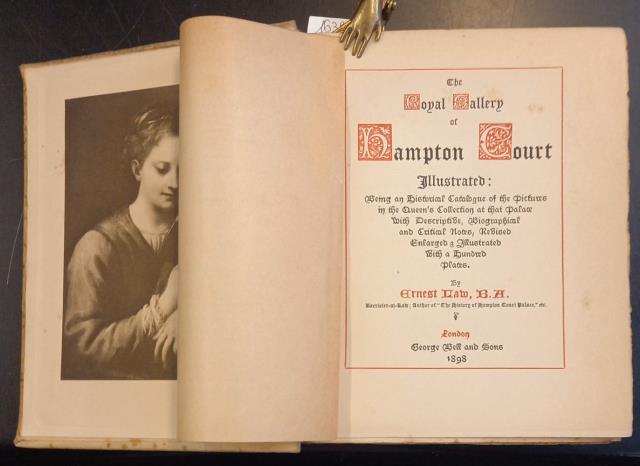 The
Royal Gallery
of
Hampton Court
Illustrated:
Being an Historical Catalogue of the Pictures
in the Queen's Collection at that Palace
With Descriptive, Biographical
and Critical Notes, Revised
Enlarged & Illustrated
With a Hundred
Plates.
By
Ernest Law, B.A.
Barrister-at-Law; Author of "The History of Hampton Court Palace," etc.
London
George Bell and Sons
1898